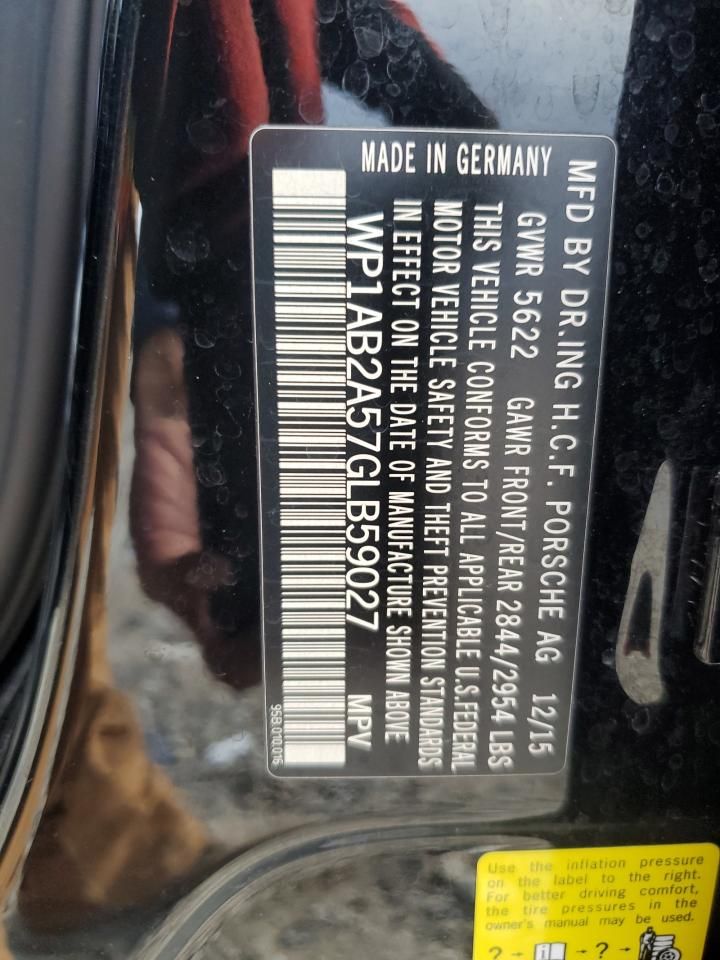 MFD BY DR.ING H.C.F. PORSCHE AG 12/15
GVWR 5622 GAWR FRONT/REAR 2844/2954 LBS
THIS VEHICLE CONFORMS TO ALL APPLICABLE U.S.FEDERAL
MOTOR VEHICLE SAFETY AND THEFT PREVENTION STANDARDS
IN EFFECT ON THE DATE OF MANUFACTURE SHOWN ABOVE
MADE IN GERMANY
WP1AB2A57GLB59027 MPV
95B.010.015
Use the inflation pressure
on the label to the right.
For better driving comfort,
the tire pressures in the
owner's manual may be used.
? → i → ? →